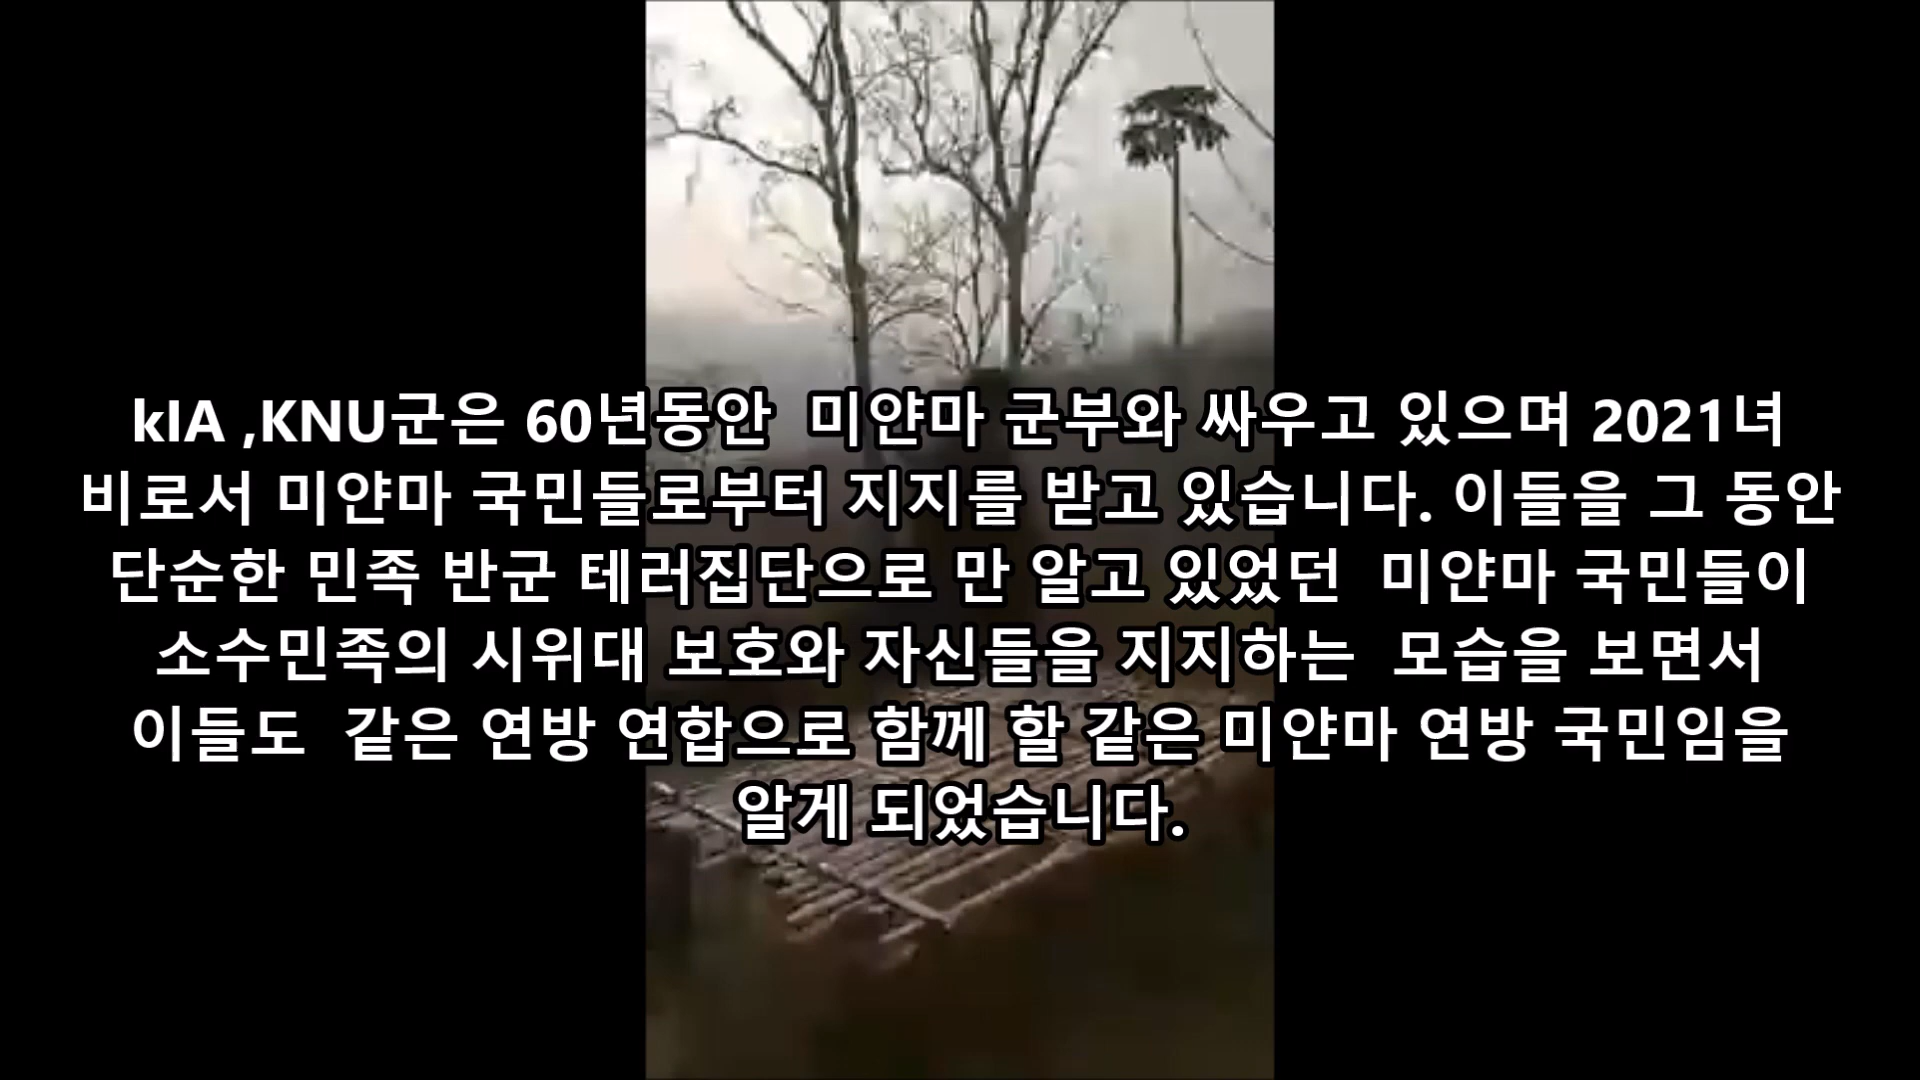 kIA ,KNU군은 60년동안  미얀마 군부와 싸우고 있으며 2021녀
비로서 미얀마 국민들로부터 지지를 받고 있습니다. 이들을 그 동안
단순한 민족 반군 테러집단으로 만 알고 있었던  미얀마 국민들이
소수민족의 시위대 보호와 자신들을 지지하는  모습을 보면서
이들도  같은 연방 연합으로 함께 할 같은 미얀마 연방 국민임을
알게 되었습니다.